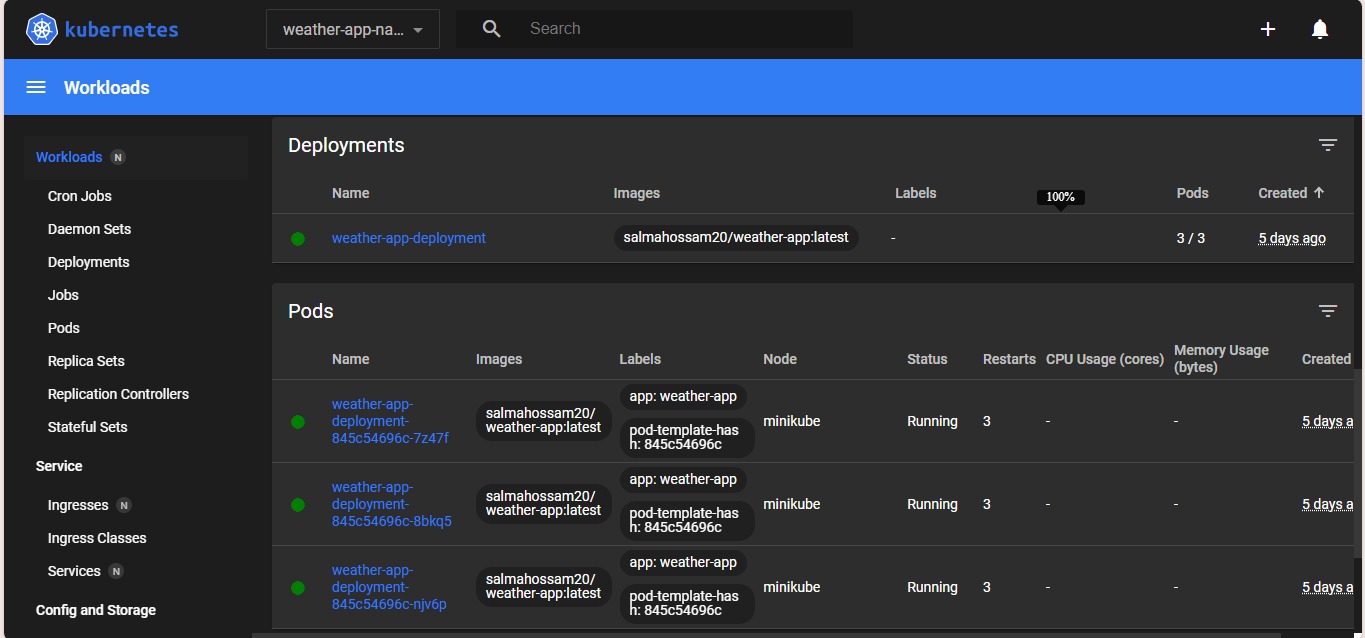 kubernetes
weather-app-na...
Search
Workloads
Workloads N
Cron Jobs
Daemon Sets
Deployments
Jobs
Pods
Replica Sets
Replication Controllers
Stateful Sets
Service
Ingresses N
Ingress Classes
Services N
Config and Storage
Deployments
Name Images Labels Pods Created
100%
weather-app-deployment salmahossam20/weather-app:latest - 3 / 3 5 days ago
Pods
Name Images Labels Node Status Restarts CPU Usage (cores) Memory Usage
(bytes) Created
weather-app-
deployment-
845c54696c-7z47f
salmahossam20/
weather-app:latest
app: weather-app
pod-template-has
h: 845c54696c
minikube Running 3 - - 5 days a
weather-app-
deployment-
845c54696c-8bkq5
salmahossam20/
weather-app:latest
app: weather-app
pod-template-has
h: 845c54696c
minikube Running 3 - - 5 days a
weather-app-
deployment-
845c54696c-njv6p
salmahossam20/
weather-app:latest
app: weather-app
pod-template-has
h: 845c54696c
minikube Running 3 - - 5 days a